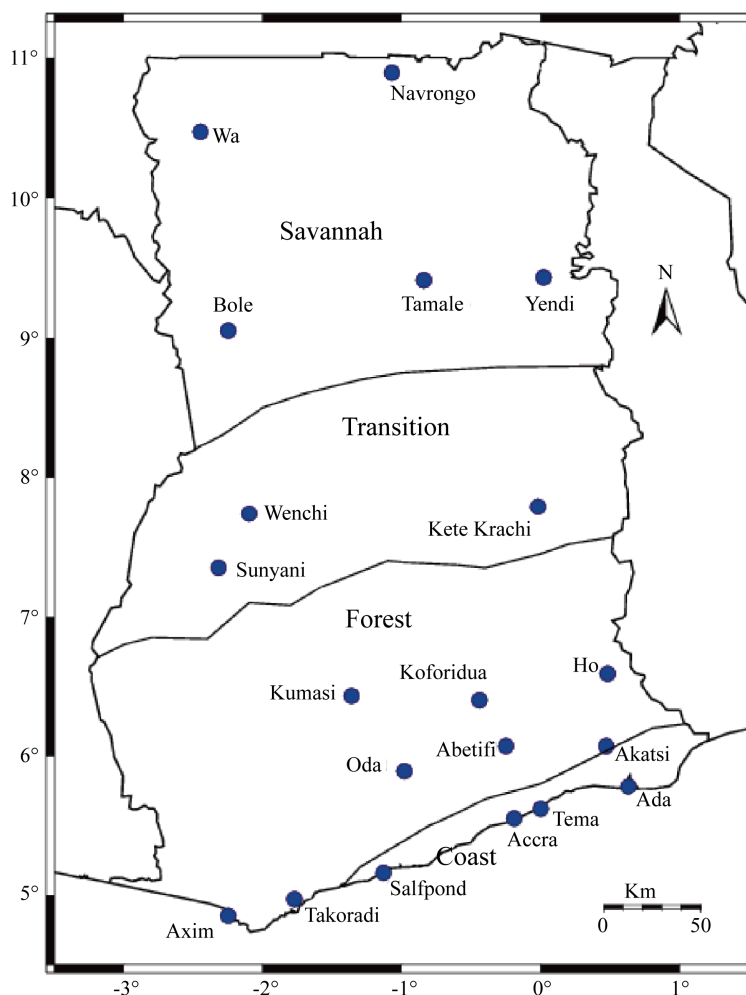 11°
Navrongo
Wa
10°
Savannah
N
Bole
Tamale
Yendi
9°
Transition
8°
Wenchi
Kete Krachi
Sunyani
7°
Forest
Ho
Koforidua
Kumasi
6°
Abetifi
Akatsi
Oda
Ada
Tema
Accra
Coast
5°
Salfpond
Km
Takoradi
0 50
Axim
-3° -2° -1° 0° 1°